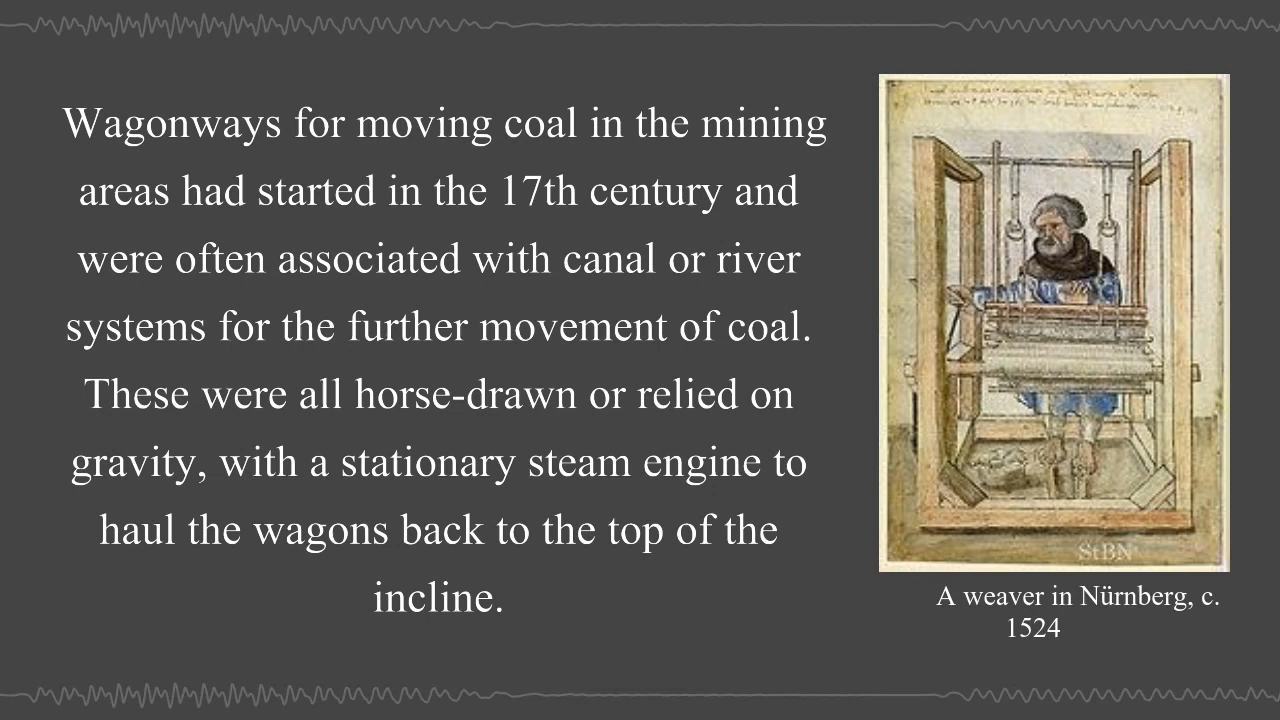 Wagonways for moving coal in the mining
areas had started in the 17th century and
were often associated with canal or river
systems for the further movement of coal.
These were all horse-drawn or relied on
gravity, with a stationary steam engine to
haul the wagons back to the top of the
incline.
StBN
A weaver in Nürnberg, c.
1524